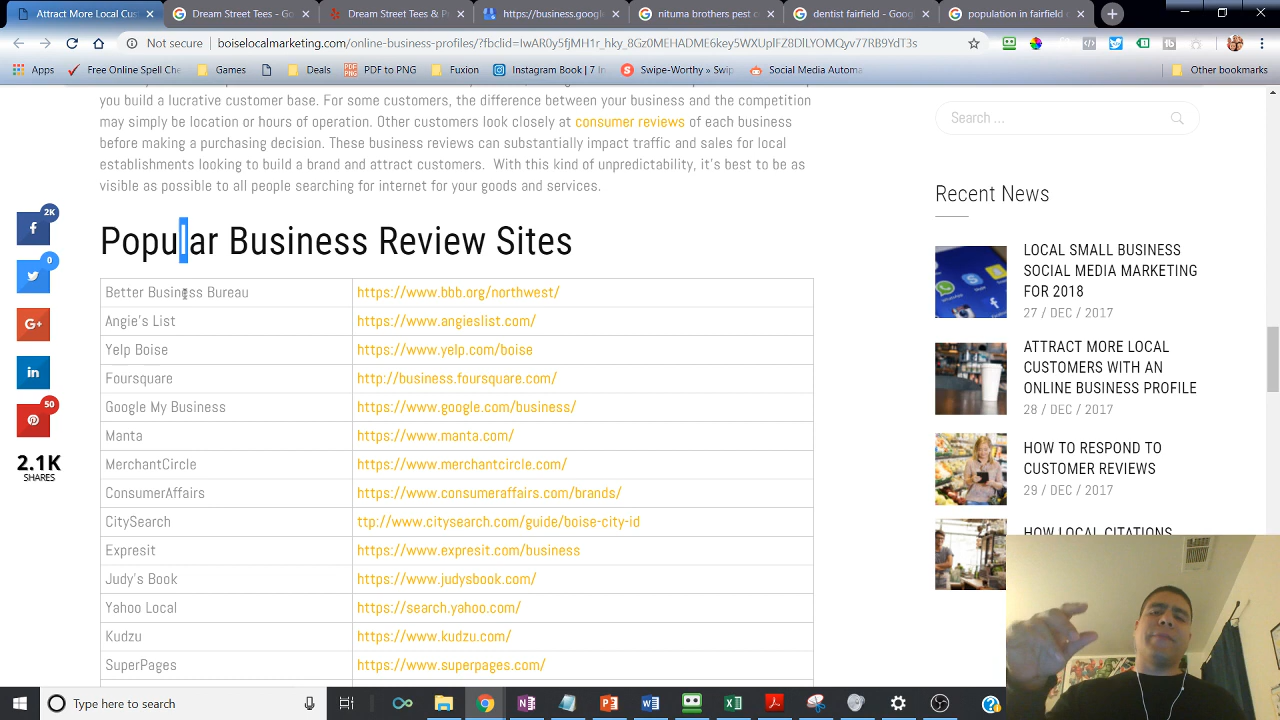 Attract More Local Cust
Dream Street Tees - Go
Dream Street Tees & P
https://business.googl
nituma brothers pest c
dentist fairfield - Goog
population in fairfield c
Not secure
Apps
Free Online Spell Che
Games
Deals
PDF to PNG
Fuxion
Instagram Book | 7 In
Swipe-Worthy » Swip
Social Media Automa
Other bookmarks
you build a lucrative customer base. For some customers, the difference between your business and the competition
may simply be location or hours of operation. Other customers look closely at consumer reviews of each business
before making a purchasing decision. These business reviews can substantially impact traffic and sales for local
establishments looking to build a brand and attract customers. With this kind of unpredictability, it's best to be as
visible as possible to all people searching for internet for your goods and services.
Popular Business Review Sites
Better Business Bureau https://www.bbb.org/northwest/
Angie's List https://www.angieslist.com/
Yelp Boise https://www.yelp.com/boise
Foursquare http://business.foursquare.com/
Google My Business https://www.google.com/business/
Manta https://www.manta.com/
MerchantCircle https://www.merchantcircle.com/
ConsumerAffairs https://www.consumeraffairs.com/brands/
CitySearch ttp://www.citysearch.com/guide/boise-city-id
Expresit https://www.expresit.com/business
Judy's Book https://www.judysbook.com/
Yahoo Local https://search.yahoo.com/
Kudzu https://www.kudzu.com/
SuperPages https://www.superpages.com/
2K
0
50
2.1K
SHARES
Search ...
Recent News
LOCAL SMALL BUSINESS
SOCIAL MEDIA MARKETING
FOR 2018
27 / DEC / 2017
ATTRACT MORE LOCAL
CUSTOMERS WITH AN
ONLINE BUSINESS PROFILE
28 / DEC / 2017
HOW TO RESPOND TO
CUSTOMER REVIEWS
29 / DEC / 2017
HOW LOCAL CITATIONS
Type here to search